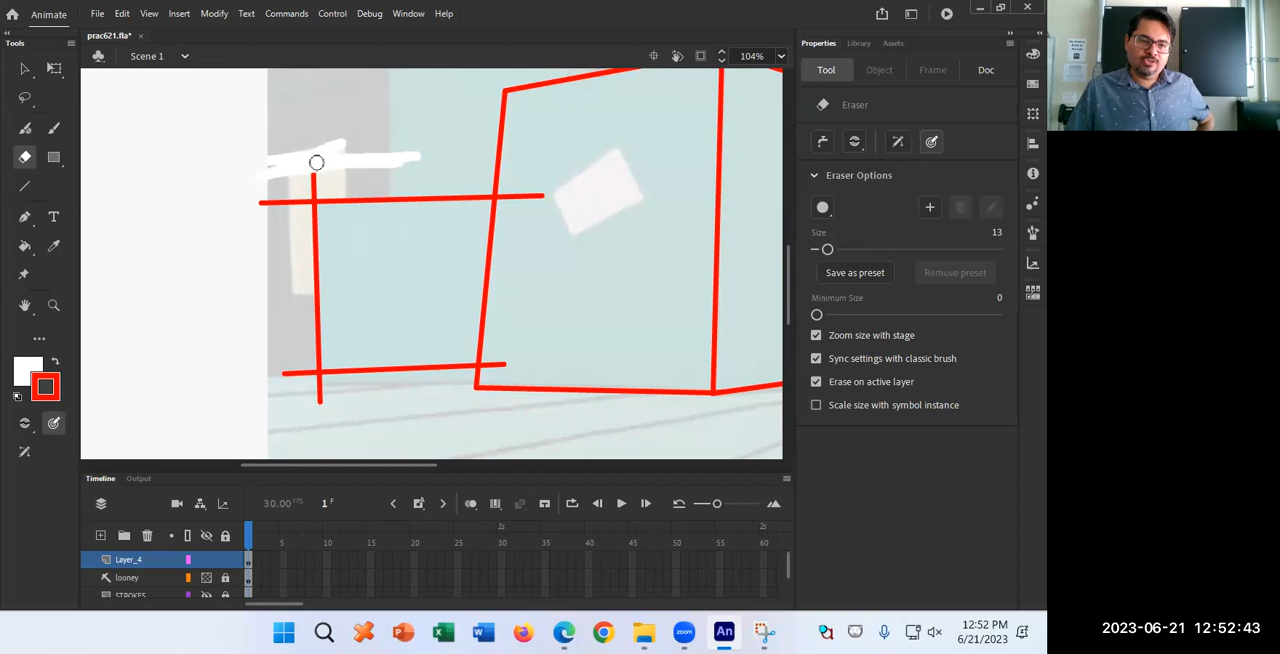 Animate File Edit View Insert Modify Text Commands Control Debug Window Help
prac621.fla*
Tools
Scene 1
104%
Properties Library Assets
Tool Object Frame Doc
Eraser
Eraser Options
Size 13
Save as preset Remove preset
Minimum Size 0
Zoom size with stage
Sync settings with classic brush
Erase on active layer
Scale size with symbol instance
T
Timeline Output
30.00 FPS 1 F
1s 2s
5 10 15 20 25 30 35 40 45 50 55 60
Layer_4
looney
STROKES
zoom An
12:52 PM
6/21/2023
2023-06-21 12:52:43